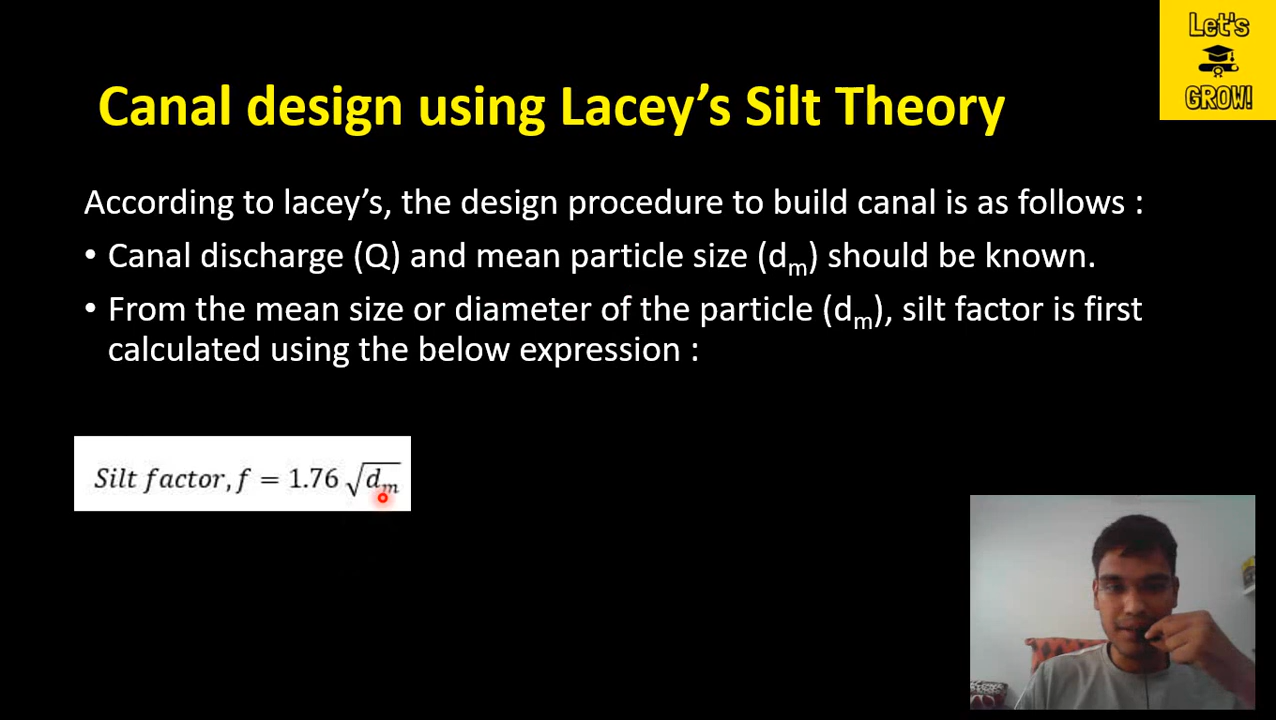 Let's
GROW!
Canal design using Lacey’s Silt Theory
According to lacey’s, the design procedure to build canal is as follows :
• Canal discharge (Q) and mean particle size (dₘ) should be known.
• From the mean size or diameter of the particle (dₘ), silt factor is first
calculated using the below expression :
Silt factor, f = 1.76 √dₘ